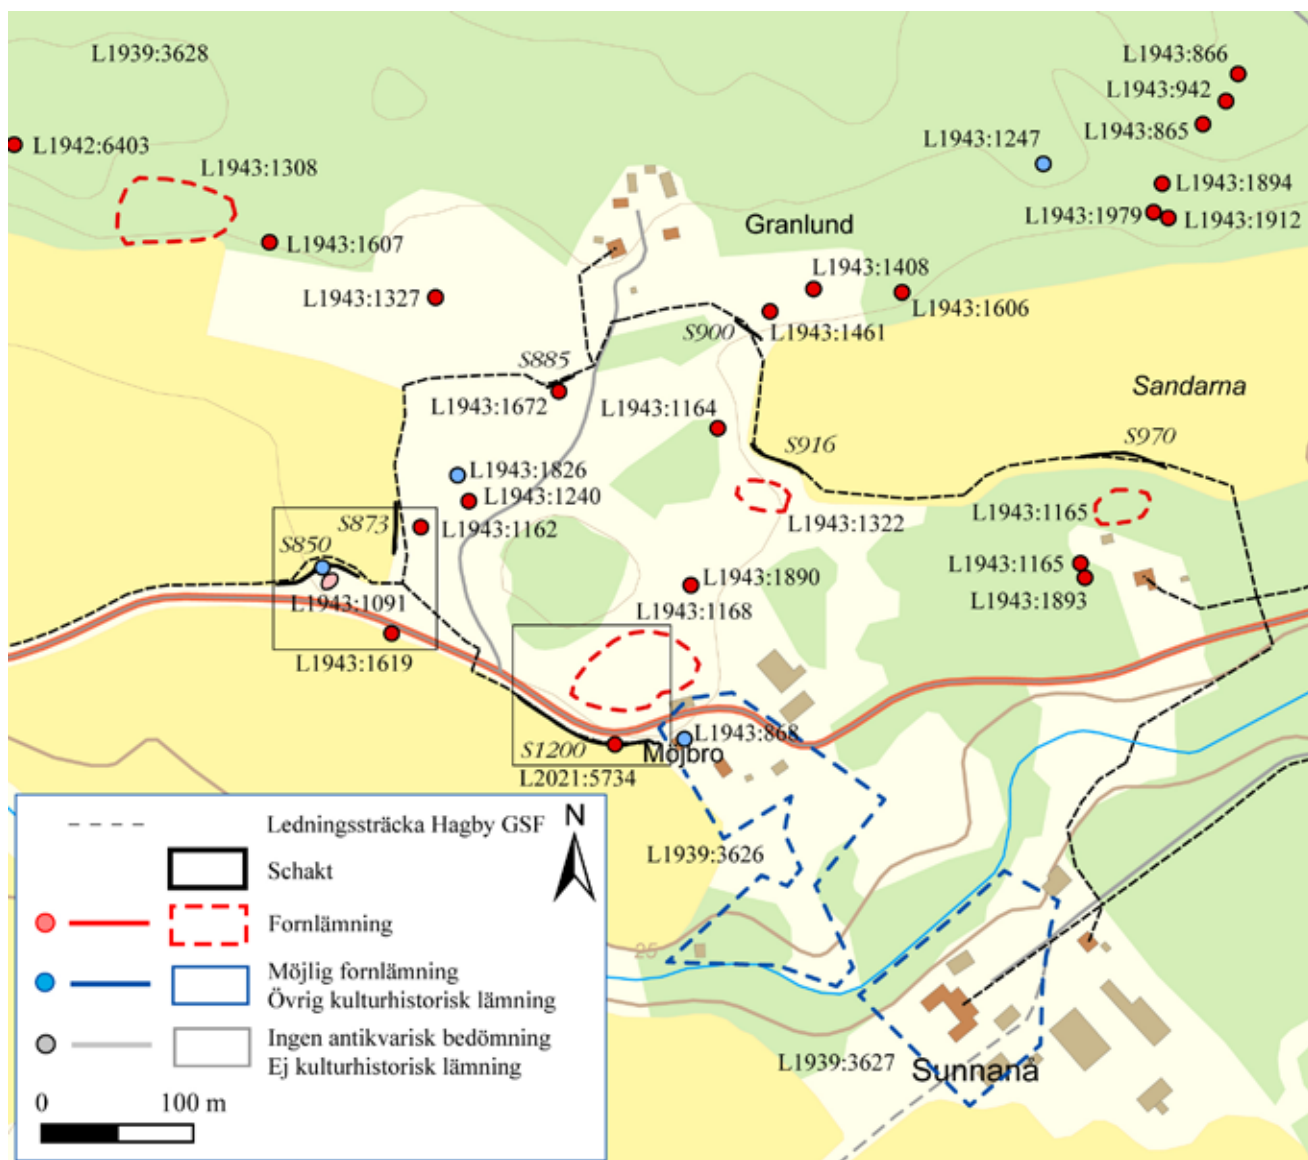 L1939:3628
L1943:866
L1943:942
L1943:865
L1942:6403
L1943:1247
L1943:1308
L1943:1894
L1943:1979
L1943:1912
Granlund
L1943:1607
L1943:1408
L1943:1327
L1943:1606
S900
L1943:1461
S885
Sandarna
L1943:1672
L1943:1164
S916
S970
L1943:1826
L1943:1240
L1943:1165
S873
L1943:1162
L1943:1322
S850
L1943:1165
L1943:1890
L1943:1091
L1943:1168
L1943:1893
L1943:1619
L1943:868
S1200
Möjbro
L2021:5734
Ledningssträcka Hagby GSF
N
L1939:3626
Schakt
Fornlämning
25
Möjlig fornlämning
Övrig kulturhistorisk lämning
Ingen antikvarisk bedömning
Ej kulturhistorisk lämning
L1939:3627
Sunnanå
0 100 m